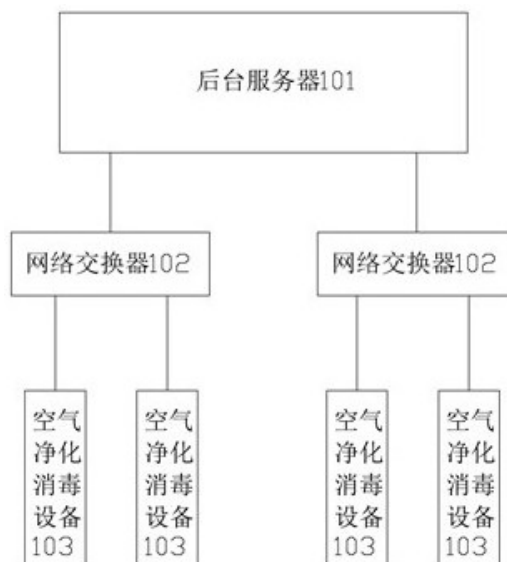 后台服务器101
网络交换器102
网络交换器102
空气
净化
消毒
设备
103
空气
净化
消毒
设备
103
空气
净化
消毒
设备
103
空气
净化
消毒
设备
103